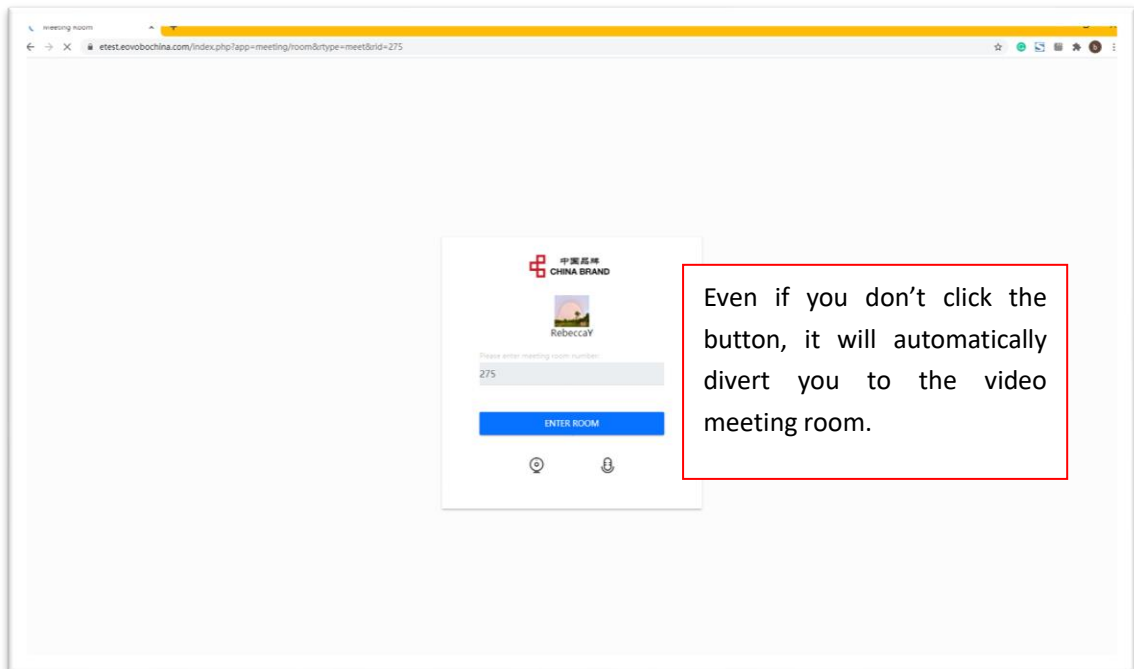 Meeting Room
etest.eovobochina.com/index.php?app=meeting/room&rtype=meet&rid=275
中国品牌
CHINA BRAND
RebeccaY
Please enter meeting room number:
275
ENTER ROOM
Even if you don’t click the
button, it will automatically
divert you to the video
meeting room.